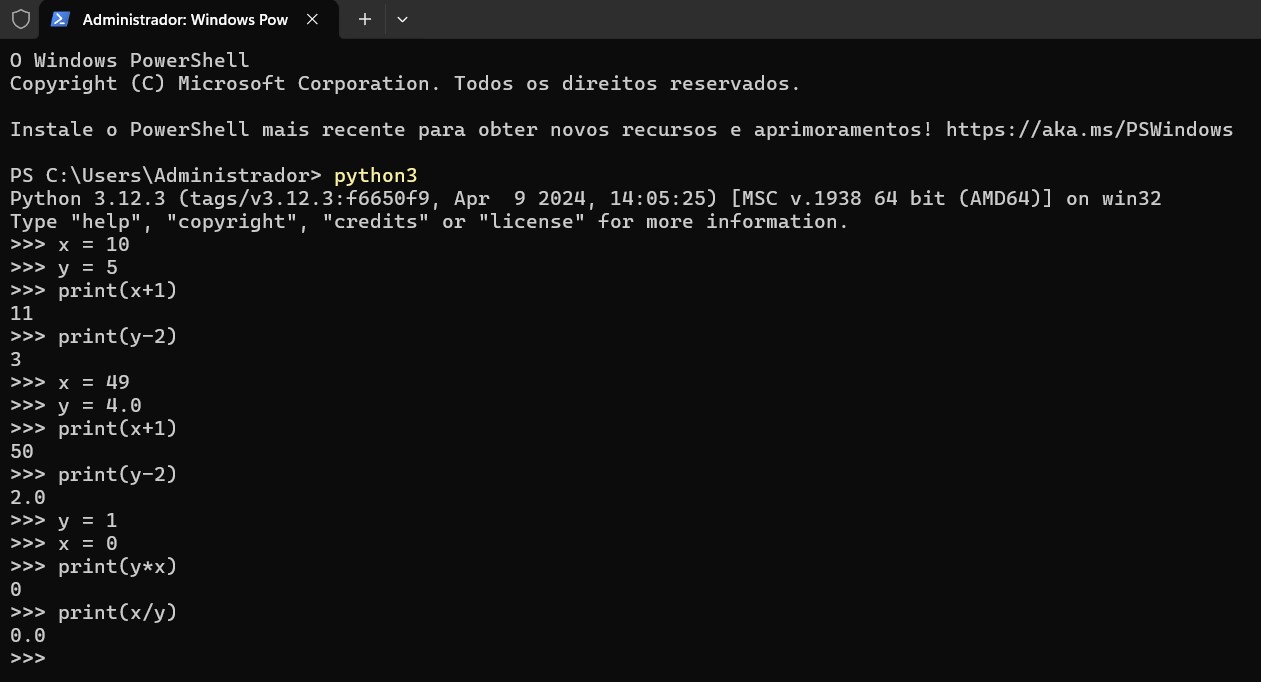 Administrador: Windows Pow
O Windows PowerShell
Copyright (C) Microsoft Corporation. Todos os direitos reservados.
Instale o PowerShell mais recente para obter novos recursos e aprimoramentos! https://aka.ms/PSWindows
PS C:\Users\Administrador> python3
Python 3.12.3 (tags/v3.12.3:f6650f9, Apr  9 2024, 14:05:25) [MSC v.1938 64 bit (AMD64)] on win32
Type "help", "copyright", "credits" or "license" for more information.
>>> x = 10
>>> y = 5
>>> print(x+1)
11
>>> print(y-2)
3
>>> x = 49
>>> y = 4.0
>>> print(x+1)
50
>>> print(y-2)
2.0
>>> y = 1
>>> x = 0
>>> print(y*x)
0
>>> print(x/y)
0.0
>>>